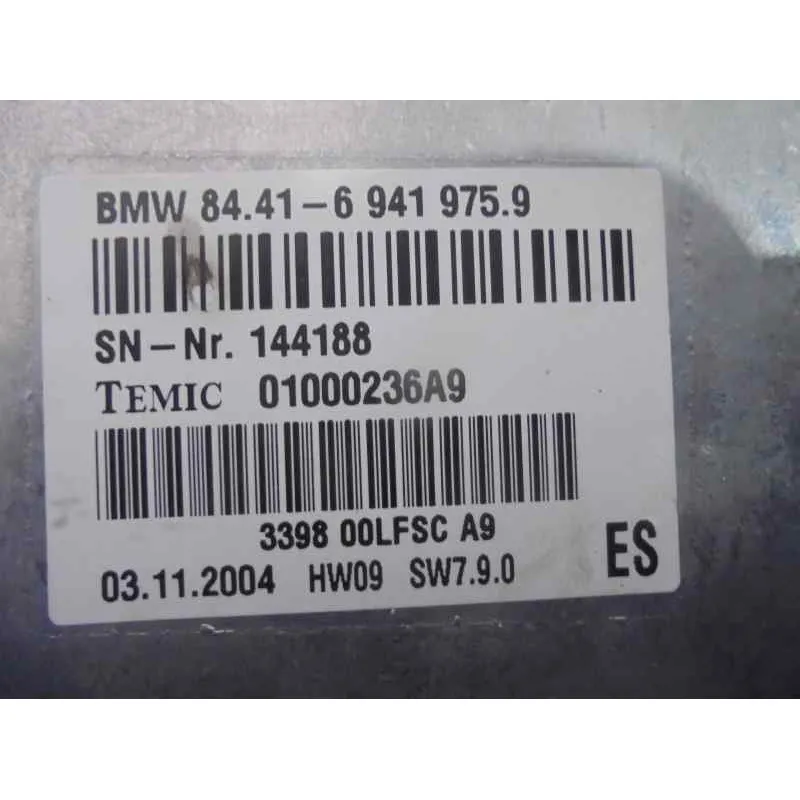 BMW 84.41-6 941 975.9
SN-Nr. 144188
TEMIC 01000236A9
3398 00LFSC A9
03.11.2004 HW09 SW7.9.0 ES